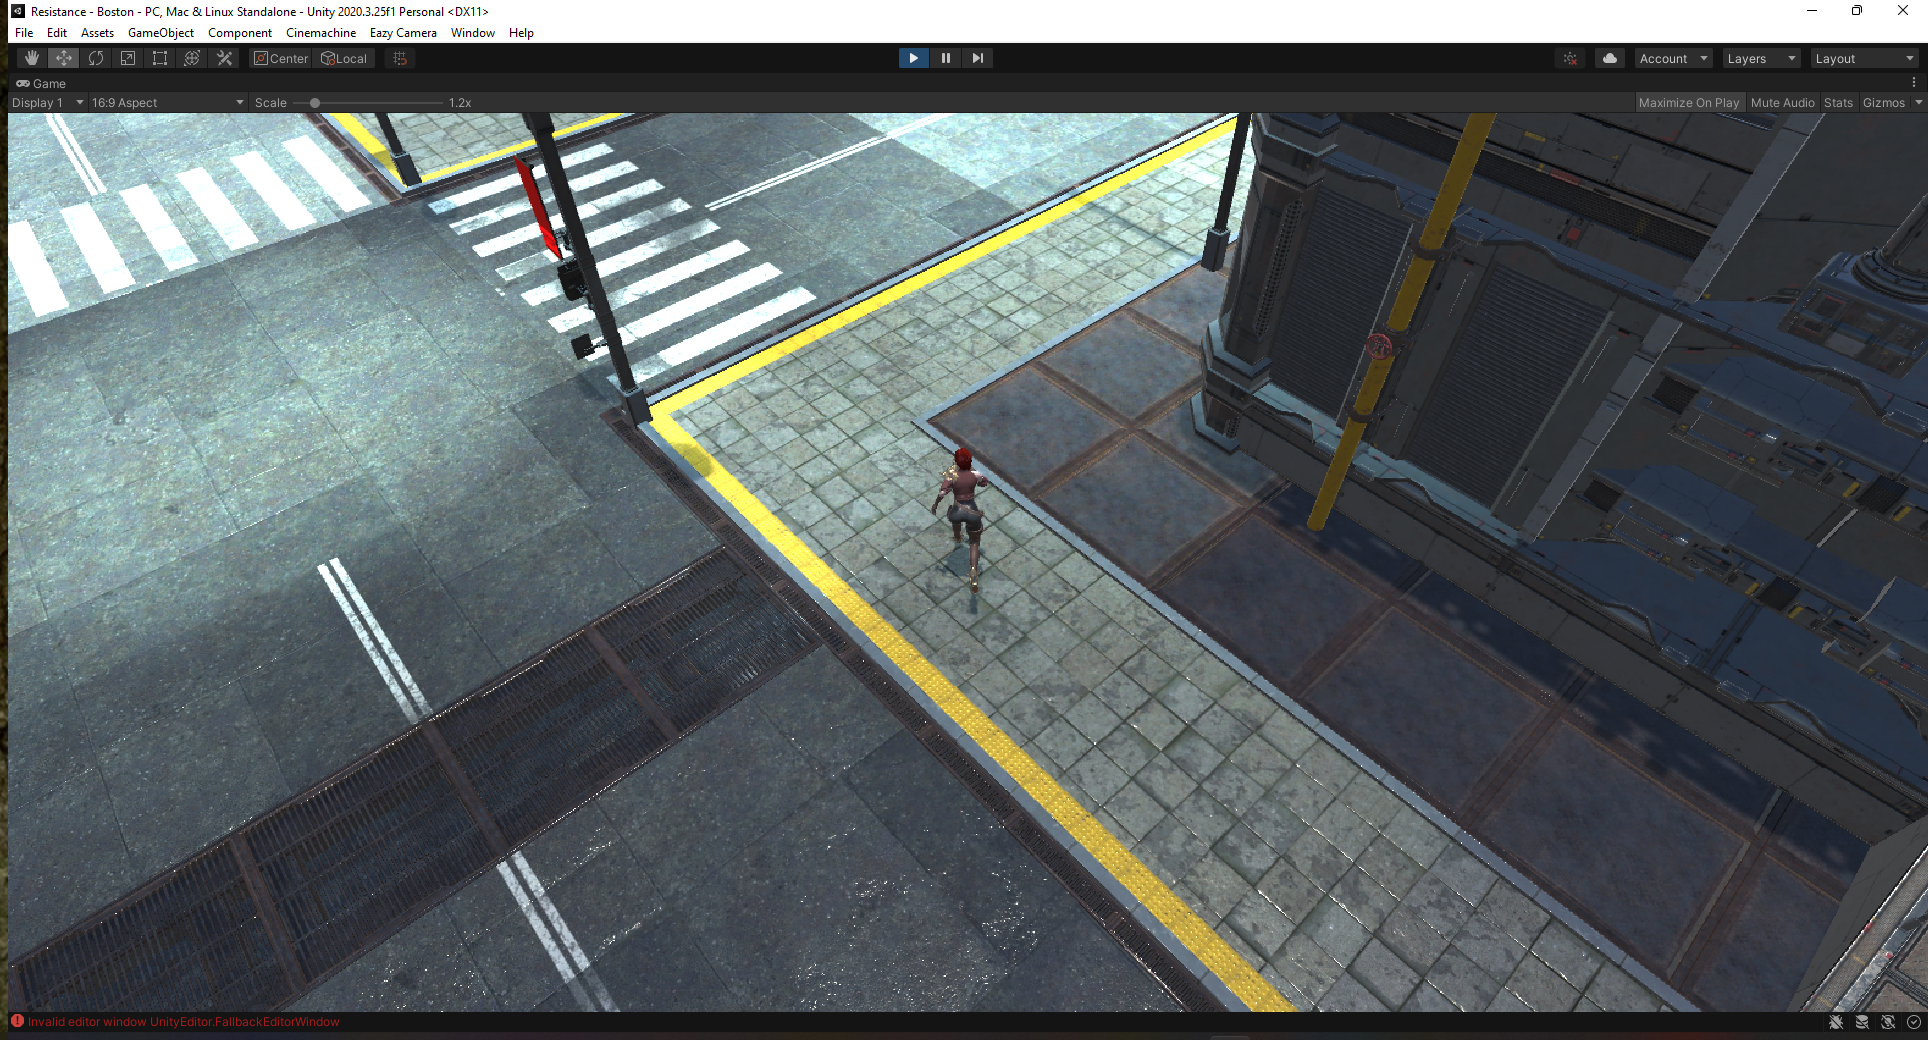 Resistance - Boston - PC, Mac & Linux Standalone - Unity 2020.3.25f1 Personal <DX11>
File Edit Assets GameObject Component Cinemachine Eazy Camera Window Help
Center Local Account Layers Layout
Game
Display 1 16:9 Aspect Scale 1.2x Maximize On Play Mute Audio Stats Gizmos
Invalid editor window UnityEditor.FallbackEditorWindow